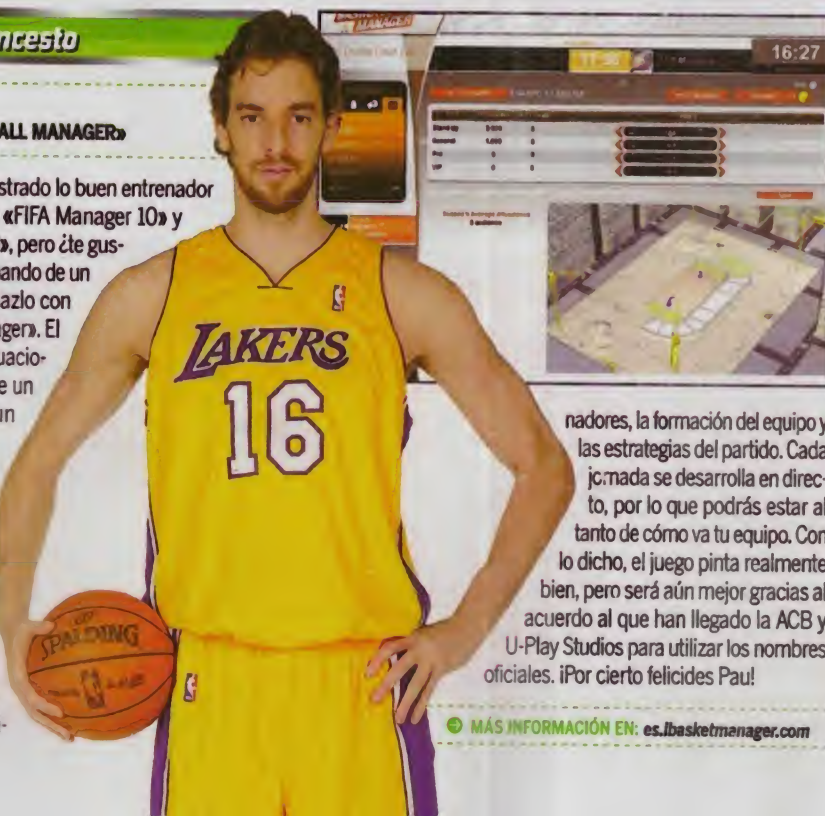 ncesto
ALL MANAGER»
strado lo buen entrenador
«FIFA Manager 10» y
», pero ¿te gus-
ando de un
azlo con
ger». El
uacio-
e un
un
MANAGER
16:27
LAKERS
16
SPALDING
nadores, la formación del equipo y
las estrategias del partido. Cada
jornada se desarrolla en direc-
to, por lo que podrás estar al
tanto de cómo va tu equipo. Con
lo dicho, el juego pinta realmente
bien, pero será aún mejor gracias al
acuerdo al que han llegado la ACB y
U-Play Studios para utilizar los nombres
oficiales. ¡Por cierto felicides Pau!
MÁS INFORMACIÓN EN: es.ibasketmanager.com